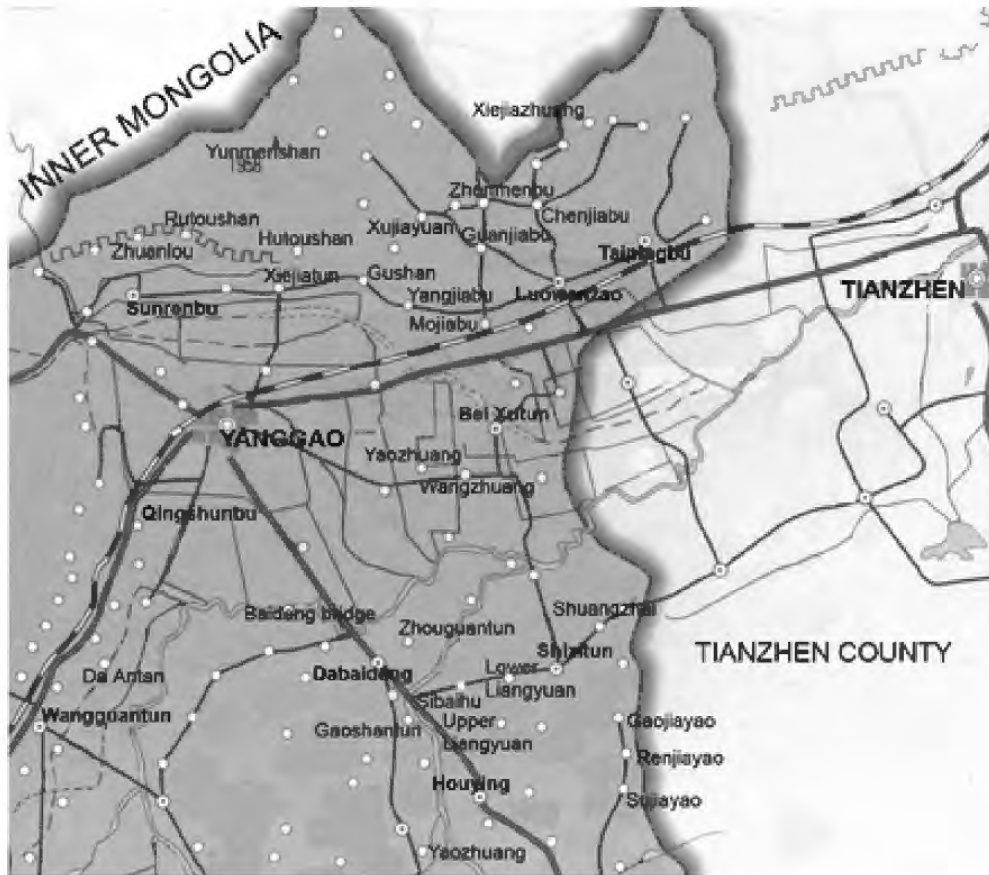 INNER MONGOLIA
Xiejiazhuang
Yunmenshan
Zhenmenbu
Rutoushan
Xujiayuan
Chenjiabu
Zhuanlou
Hutoushan
Guanjiabu
Xiejiatun
Gushan
Sunrenbu
Yangjiabu
TIANZHEN
Mojiabu
Bei Xutun
YANGGAO
Yaozhuang
Wangzhuang
Qingshunbu
Baideng bridge
Shuangzhai
Zhouguantun
Shixitun
TIANZHEN COUNTY
Da Antan
Dabaideng
Lower
Liangyuan
Sibaihu
Wangguantun
Gaoshantun
Upper
Liangyuan
Gaojiayao
Renjiayao
Houying
Sujiayao
Yaozhuang